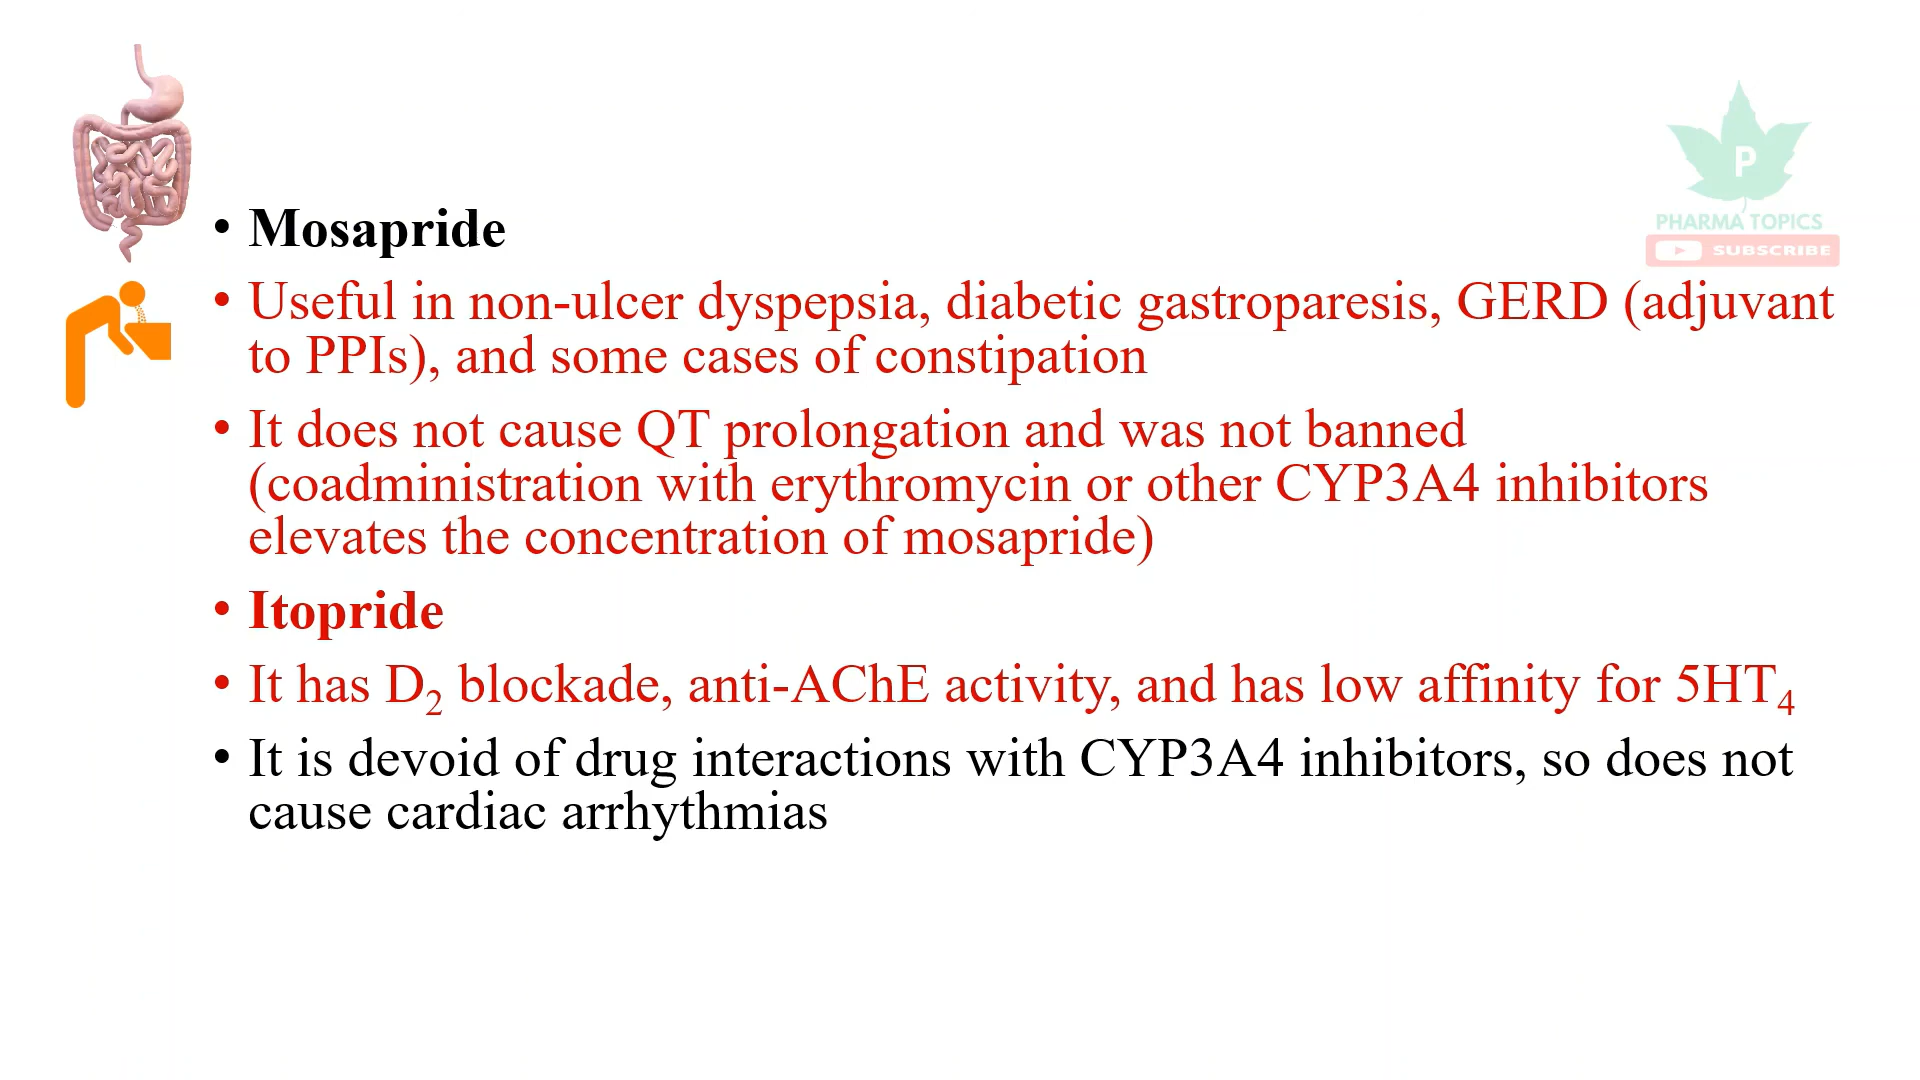 P
PHARMA TOPICS
SUBSCRIBE
• Mosapride
• Useful in non-ulcer dyspepsia, diabetic gastroparesis, GERD (adjuvant
to PPIs), and some cases of constipation
• It does not cause QT prolongation and was not banned
(coadministration with erythromycin or other CYP3A4 inhibitors
elevates the concentration of mosapride)
• Itopride
• It has D₂ blockade, anti-AChE activity, and has low affinity for 5HT₄
• It is devoid of drug interactions with CYP3A4 inhibitors, so does not
cause cardiac arrhythmias